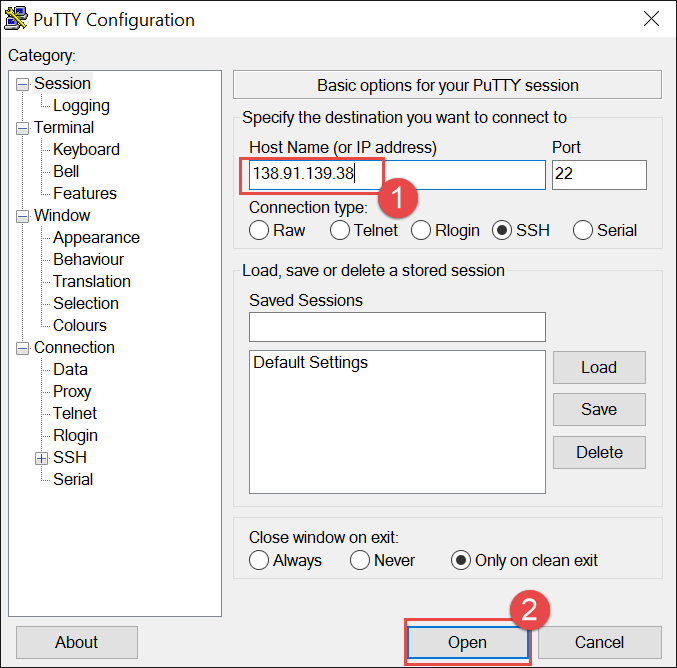 PuTTY Configuration
Category:
Session
Logging
Terminal
Keyboard
Bell
Features
Window
Appearance
Behaviour
Translation
Selection
Colours
Connection
Data
Proxy
Telnet
Rlogin
SSH
Serial
Basic options for your PuTTY session
Specify the destination you want to connect to
Host Name (or IP address) Port
138.91.139.38 22
1
Connection type:
Raw Telnet Rlogin SSH Serial
Load, save or delete a stored session
Saved Sessions
Default Settings
Load
Save
Delete
Close window on exit:
Always Never Only on clean exit
2
About Open Cancel